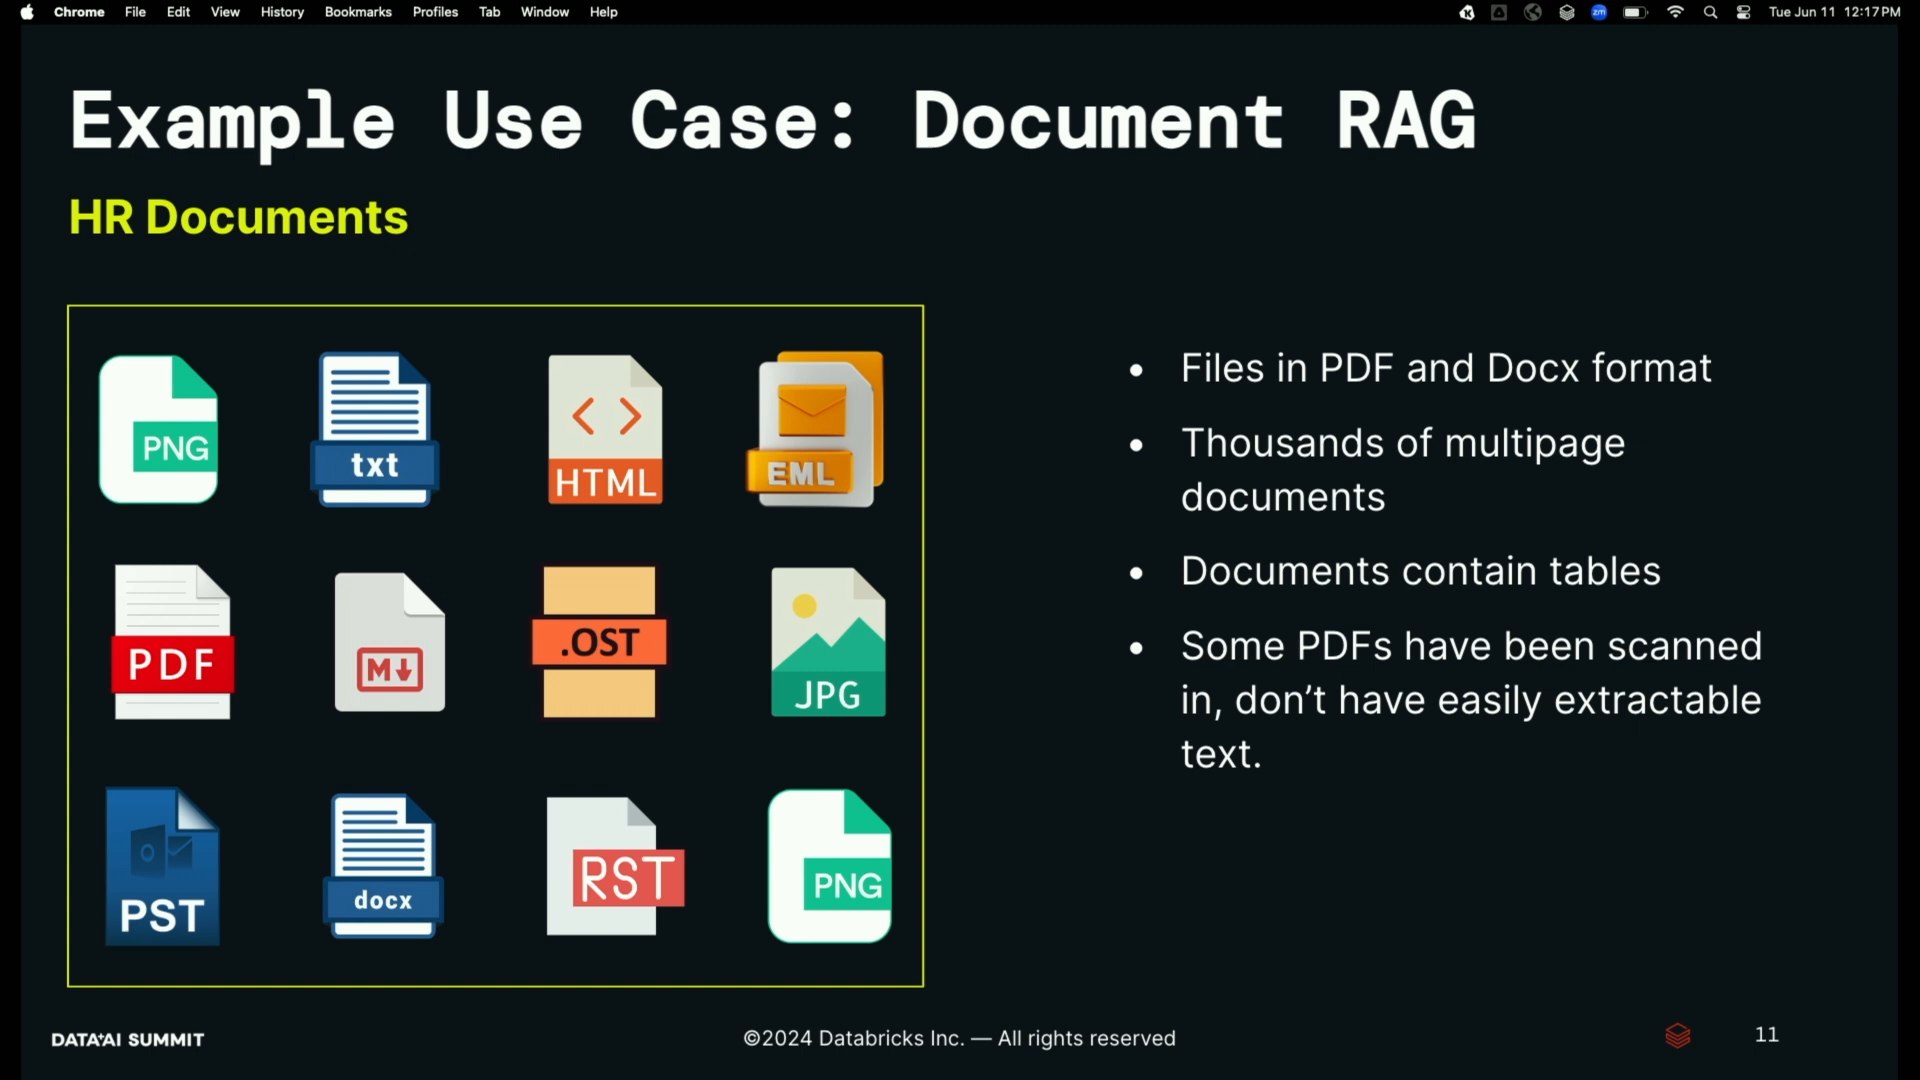 Chrome File Edit View History Bookmarks Profiles Tab Window Help
zm Tue Jun 11 12:17 PM
Example Use Case: Document RAG
HR Documents
PNG
txt
HTML
EML
PDF
M
.OST
JPG
PST
docx
RST
PNG
• Files in PDF and Docx format
• Thousands of multipage
documents
• Documents contain tables
• Some PDFs have been scanned
in, don’t have easily extractable
text.
DATA+AI SUMMIT
©2024 Databricks Inc. — All rights reserved
11